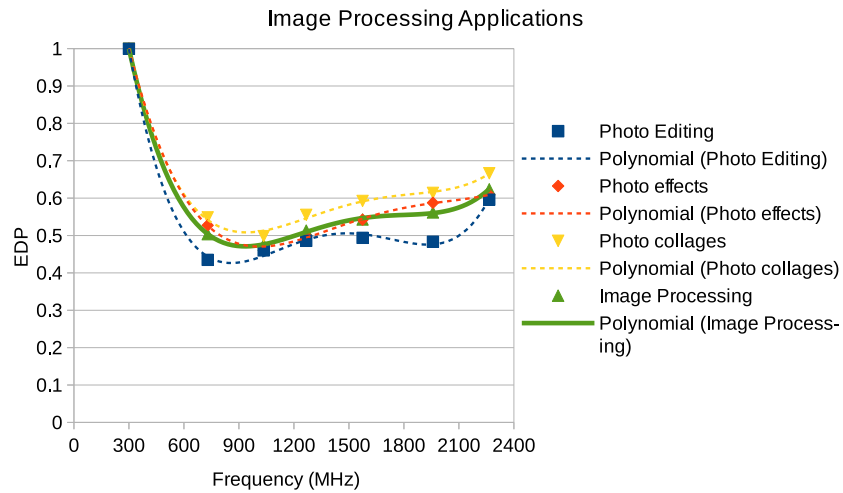 Image Processing Applications
1
0.9
0.8
0.7
0.6
0.5
0.4
0.3
0.2
0.1
0
EDP
0 300 600 900 1200 1500 1800 2100 2400
Frequency (MHz)
Photo Editing
Polynomial (Photo Editing)
Photo effects
Polynomial (Photo effects)
Photo collages
Polynomial (Photo collages)
Image Processing
Polynomial (Image Process-
ing)